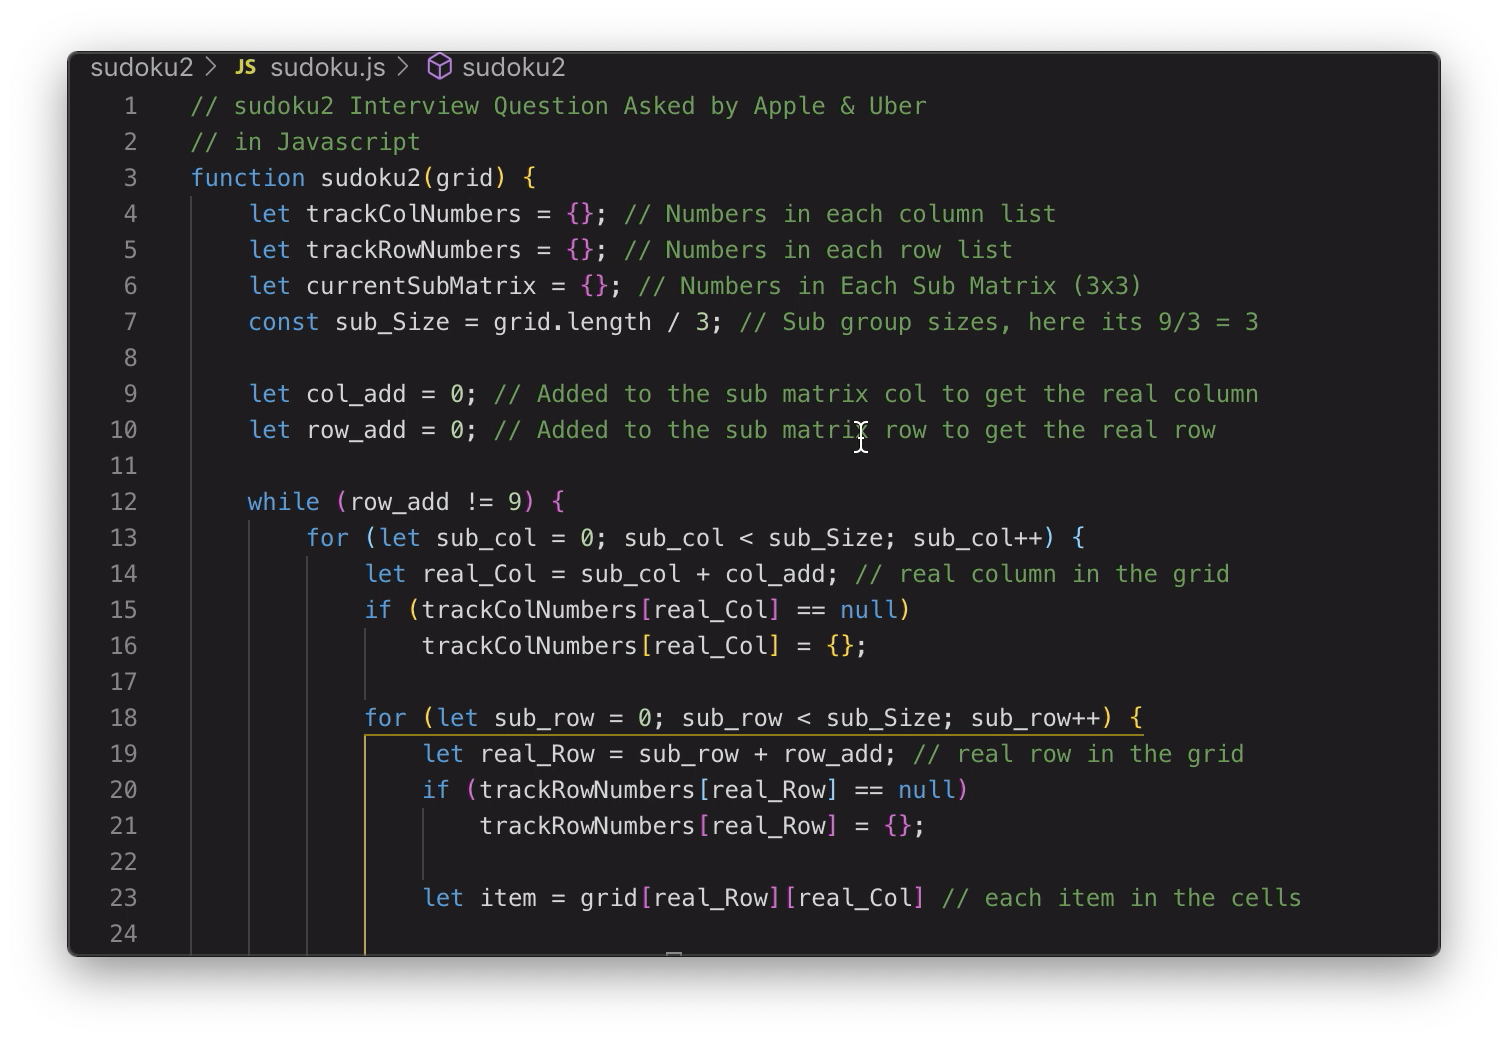 sudoku2 > JS sudoku.js > sudoku2
1 // sudoku2 Interview Question Asked by Apple & Uber
2 // in Javascript
3 function sudoku2(grid) {
4 let trackColNumbers = {}; // Numbers in each column list
5 let trackRowNumbers = {}; // Numbers in each row list
6 let currentSubMatrix = {}; // Numbers in Each Sub Matrix (3x3)
7 const sub_Size = grid.length / 3; // Sub group sizes, here its 9/3 = 3
8
9 let col_add = 0; // Added to the sub matrix col to get the real column
10 let row_add = 0; // Added to the sub matrix row to get the real row
11
12 while (row_add != 9) {
13 for (let sub_col = 0; sub_col < sub_Size; sub_col++) {
14 let real_Col = sub_col + col_add; // real column in the grid
15 if (trackColNumbers[real_Col] == null)
16 trackColNumbers[real_Col] = {};
17
18 for (let sub_row = 0; sub_row < sub_Size; sub_row++) {
19 let real_Row = sub_row + row_add; // real row in the grid
20 if (trackRowNumbers[real_Row] == null)
21 trackRowNumbers[real_Row] = {};
22
23 let item = grid[real_Row][real_Col] // each item in the cells
24